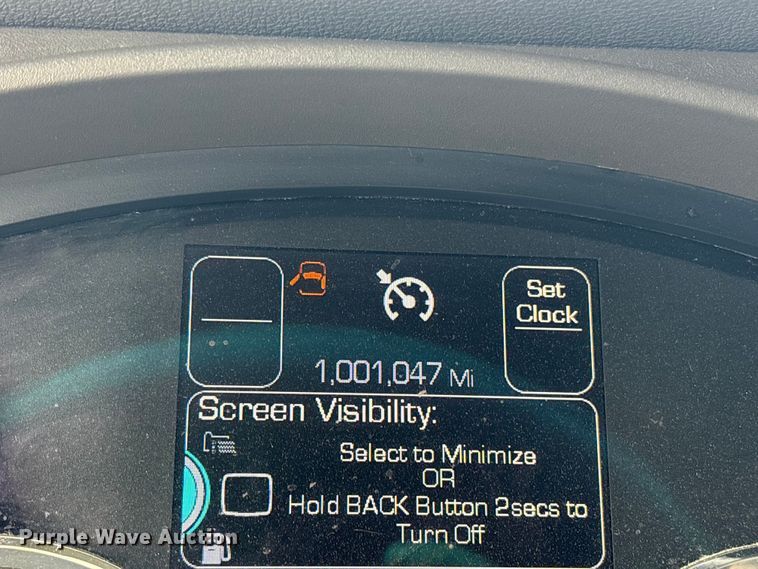 Set
Clock
1,001,047 Mi
Screen Visibility:
Select to Minimize
OR
Hold BACK Button 2secs to
Turn Off
Purple Wave Auction